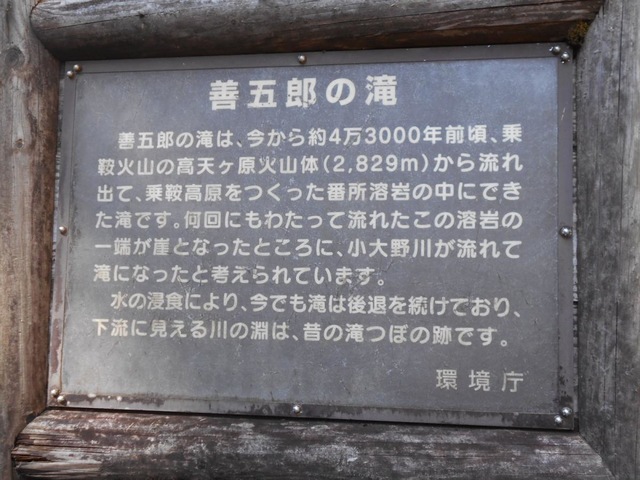 善五郎の滝
善五郎の滝は、今から約4万3000年前頃、乗
鞍火山の高天ヶ原火山体(2,829m)から流れ
出て、乗鞍高原をつくった番所溶岩の中にでき
た滝です。何回にもわたって流れたこの溶岩の
一端が崖となったところに、小大野川が流れて
滝になったと考えられています。
水の浸食により、今でも滝は後退を続けており、
下流に見える川の淵は、昔の滝つぼの跡です。
環境庁